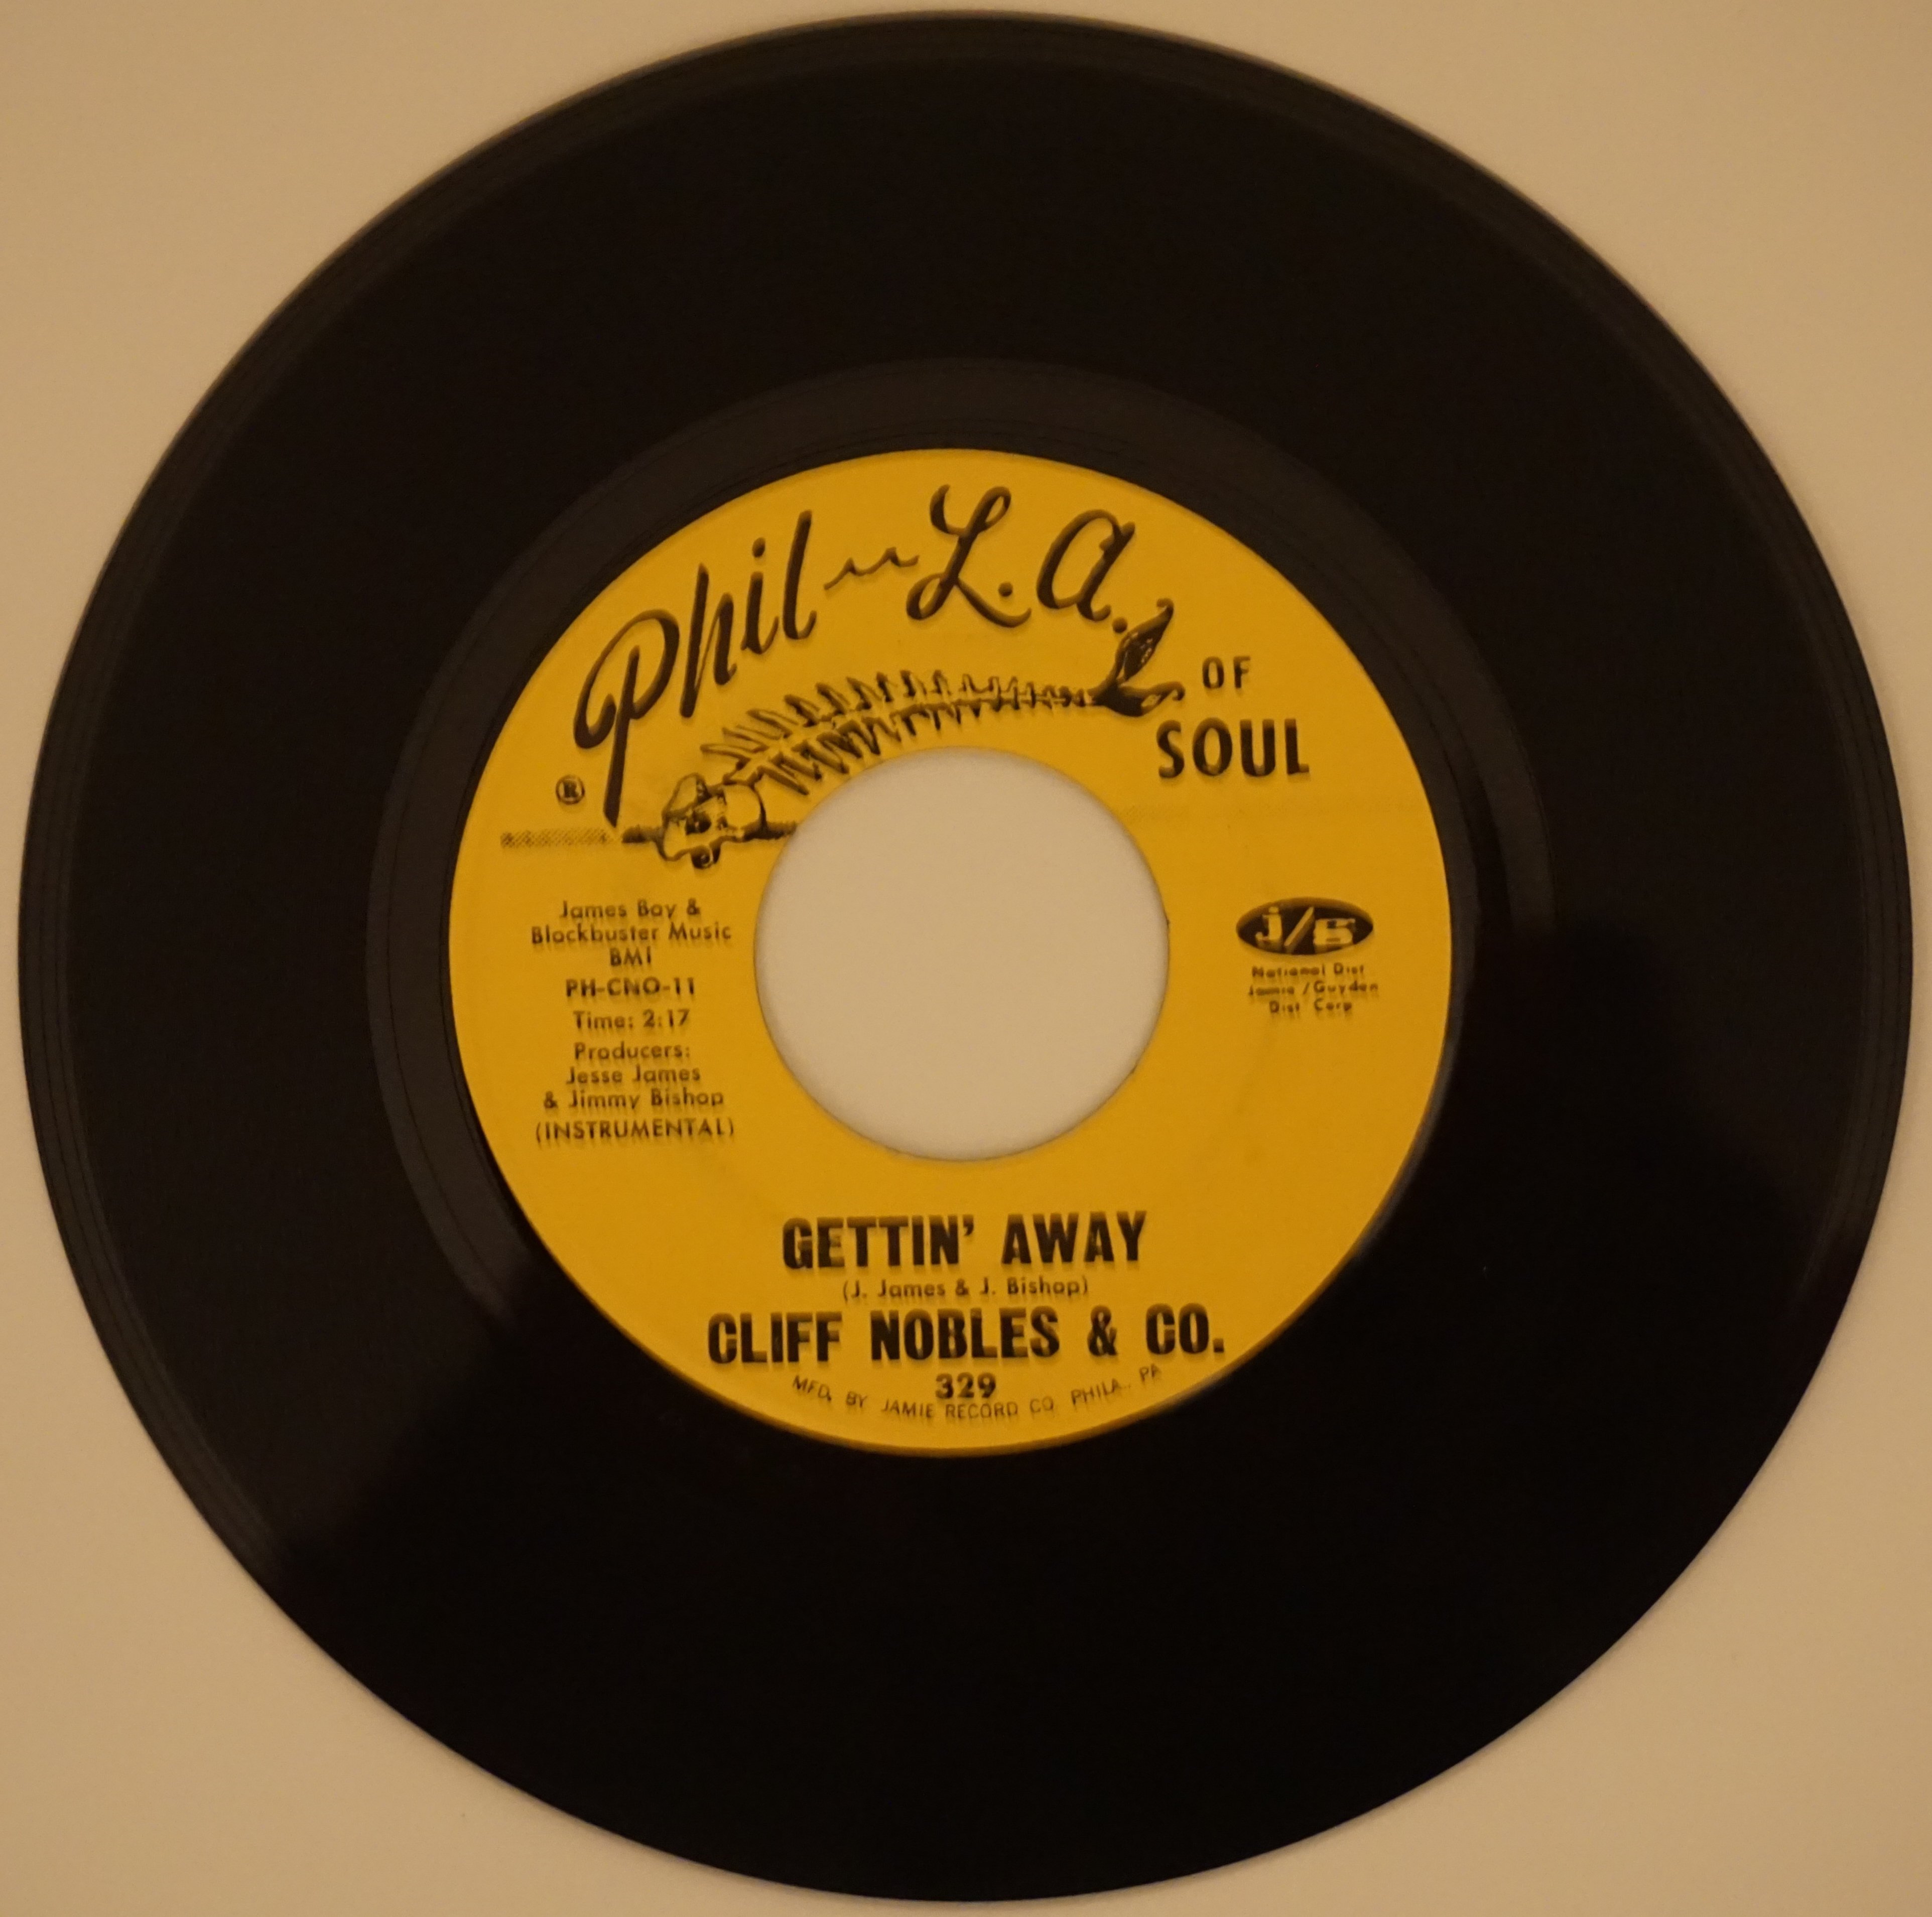 Phil-L.A.
OF
SOUL
®
James Boy &
Blockbuster Music
BMI
PH-CNO-11
Time: 2:17
Producers:
Jesse James
& Jimmy Bishop
(INSTRUMENTAL)
j/g
National Dist
Jamie / Guyden
Dist Corp
GETTIN' AWAY
(J. James & J. Bishop)
CLIFF NOBLES & CO.
329
MFD. BY JAMIE RECORD CO. PHILA., PA